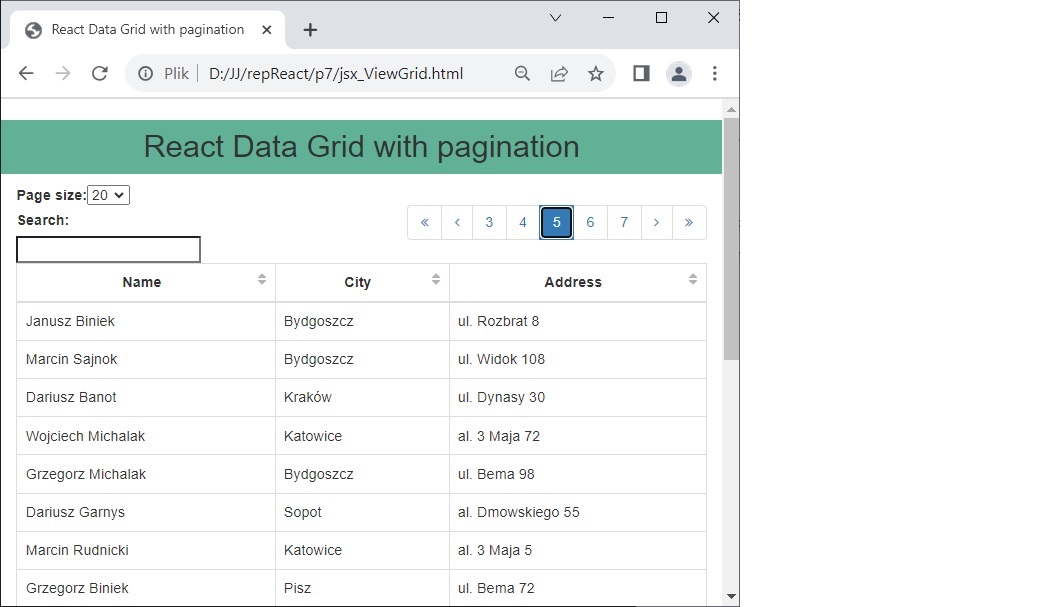 React Data Grid with pagination
Plik D:/JJ/repReact/p7/jsx_ViewGrid.html
React Data Grid with pagination
Page size: 20
Search:
« ‹ 3 4 5 6 7 › »
Name City Address
Janusz Biniek Bydgoszcz ul. Rozbrat 8
Marcin Sajnok Bydgoszcz ul. Widok 108
Dariusz Banot Kraków ul. Dynasy 30
Wojciech Michalak Katowice al. 3 Maja 72
Grzegorz Michalak Bydgoszcz ul. Bema 98
Dariusz Garnys Sopot al. Dmowskiego 55
Marcin Rudnicki Katowice al. 3 Maja 5
Grzegorz Biniek Pisz ul. Bema 72